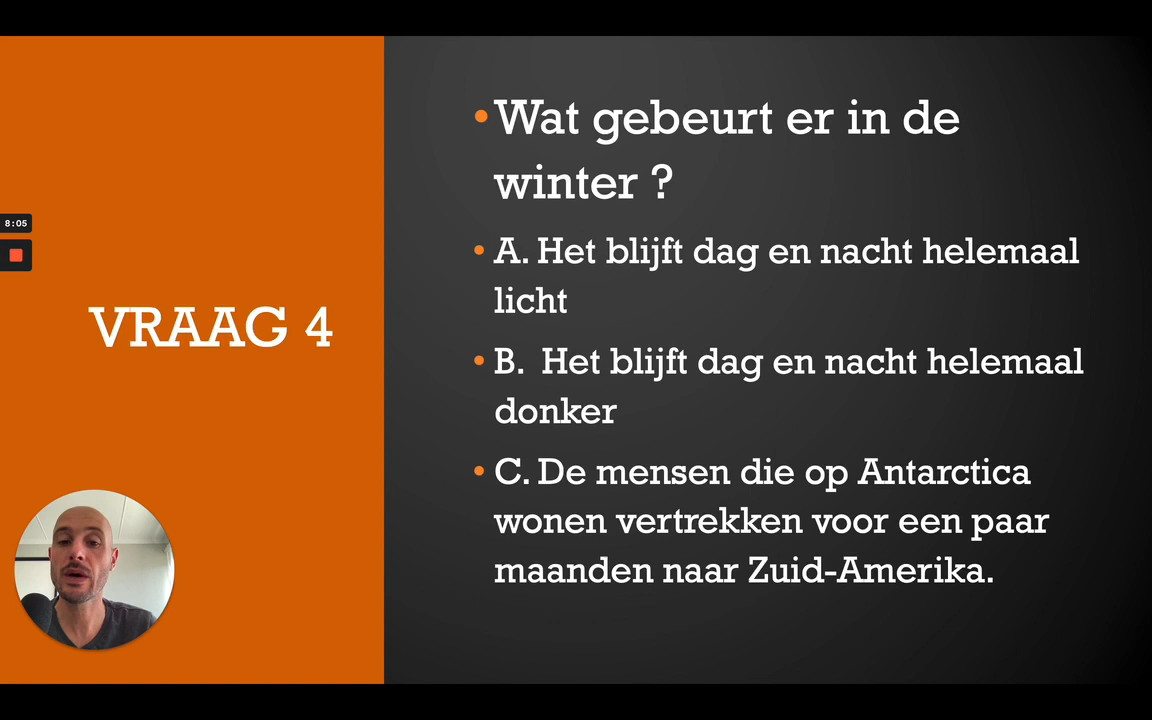 8:05
VRAAG 4
•Wat gebeurt er in de
winter ?
• A. Het blijft dag en nacht helemaal
licht
• B.  Het blijft dag en nacht helemaal
donker
• C. De mensen die op Antarctica
wonen vertrekken voor een paar
maanden naar Zuid-Amerika.